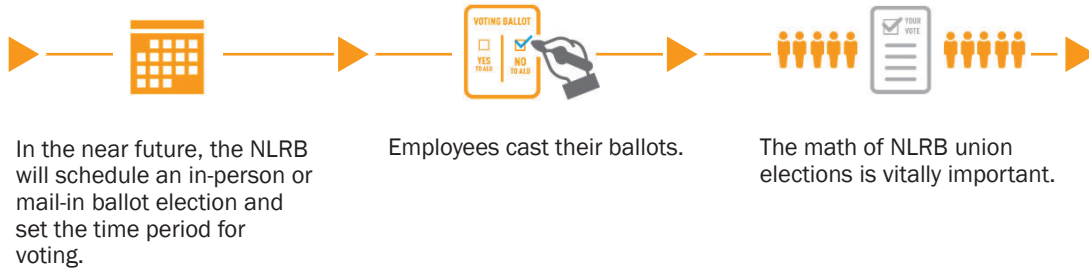 VOTING BALLOT
YES
TO ALU
NO
TO ALU
YOUR
VOTE
In the near future, the NLRB
will schedule an in-person or
mail-in ballot election and
set the time period for
voting.
Employees cast their ballots.
The math of NLRB union
elections is vitally important.